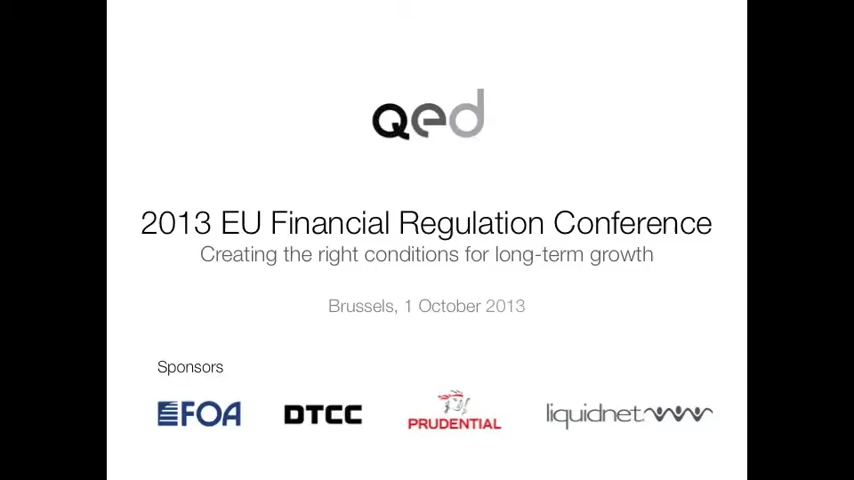 qed
2013 EU Financial Regulation Conference
Creating the right conditions for long-term growth
Brussels, 1 October 2013
Sponsors
FOA
DTCC
PRUDENTIAL
liquidnet